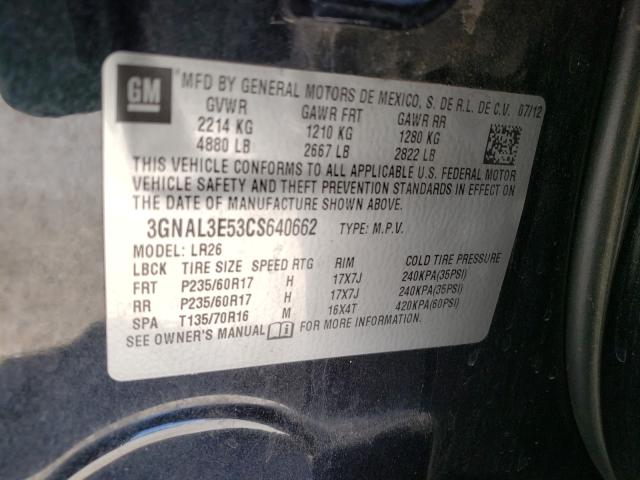 GM
MFD BY GENERAL MOTORS DE MEXICO, S. DE R.L. DE C.V. 07/12
GVWR GAWR FRT GAWR RR
2214 KG 1210 KG 1280 KG
4880 LB 2667 LB 2822 LB
THIS VEHICLE CONFORMS TO ALL APPLICABLE U.S. FEDERAL MOTOR
VEHICLE SAFETY AND THEFT PREVENTION STANDARDS IN EFFECT ON
THE DATE OF MANUFACTURE SHOWN ABOVE.
3GNAL3E53CS640662 TYPE: M.P.V.
MODEL: LR26
LBCK TIRE SIZE SPEED RTG RIM COLD TIRE PRESSURE
FRT P235/60R17 H 17X7J 240KPA(35PSI)
RR P235/60R17 H 17X7J 240KPA(35PSI)
SPA T135/70R16 M 16X4T 420KPA(60PSI)
SEE OWNER'S MANUAL FOR MORE INFORMATION.